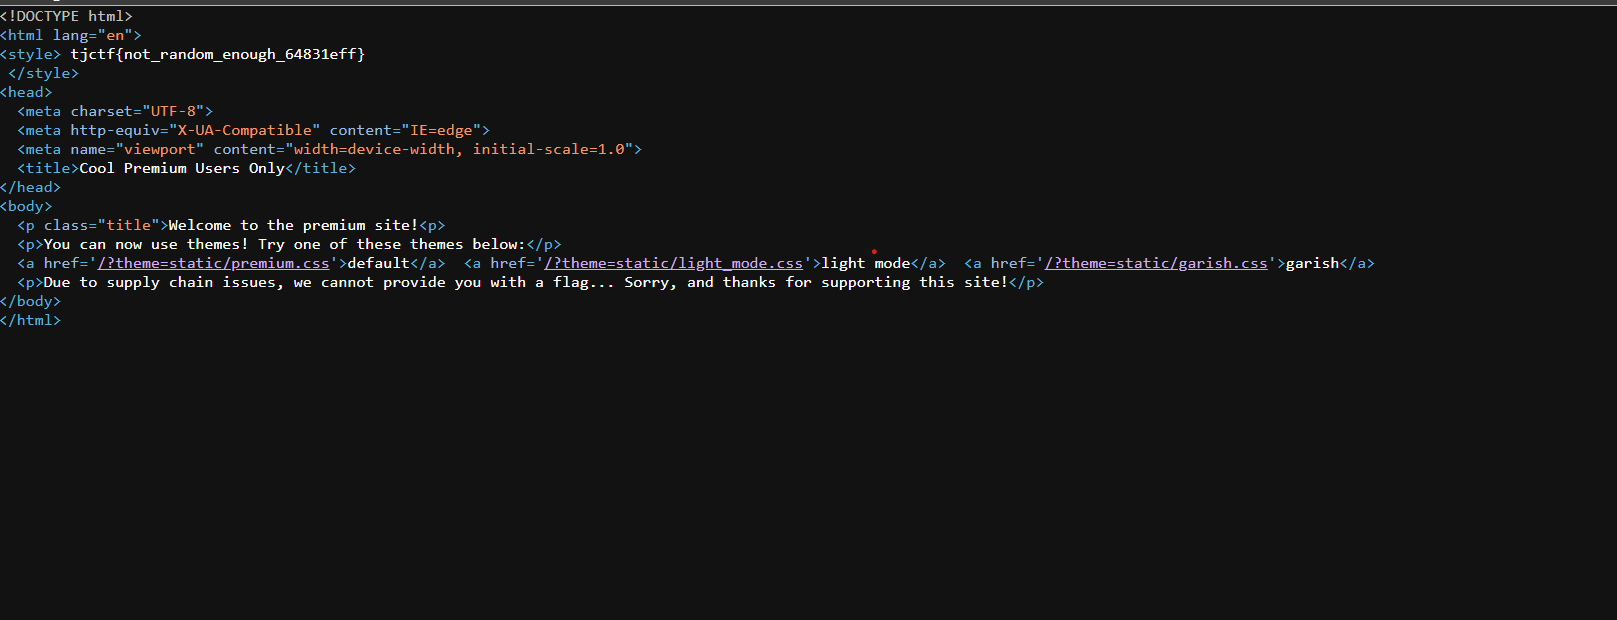 <!DOCTYPE html>
<html lang="en">
<style> tjctf{not_random_enough_64831eff}
 </style>
<head>
  <meta charset="UTF-8">
  <meta http-equiv="X-UA-Compatible" content="IE=edge">
  <meta name="viewport" content="width=device-width, initial-scale=1.0">
  <title>Cool Premium Users Only</title>
</head>
<body>
  <p class="title">Welcome to the premium site!<p>
  <p>You can now use themes! Try one of these themes below:</p>
  <a href='/?theme=static/premium.css'>default</a>  <a href='/?theme=static/light_mode.css'>light mode</a>  <a href='/?theme=static/garish.css'>garish</a>
  <p>Due to supply chain issues, we cannot provide you with a flag... Sorry, and thanks for supporting this site!</p>
</body>
</html>